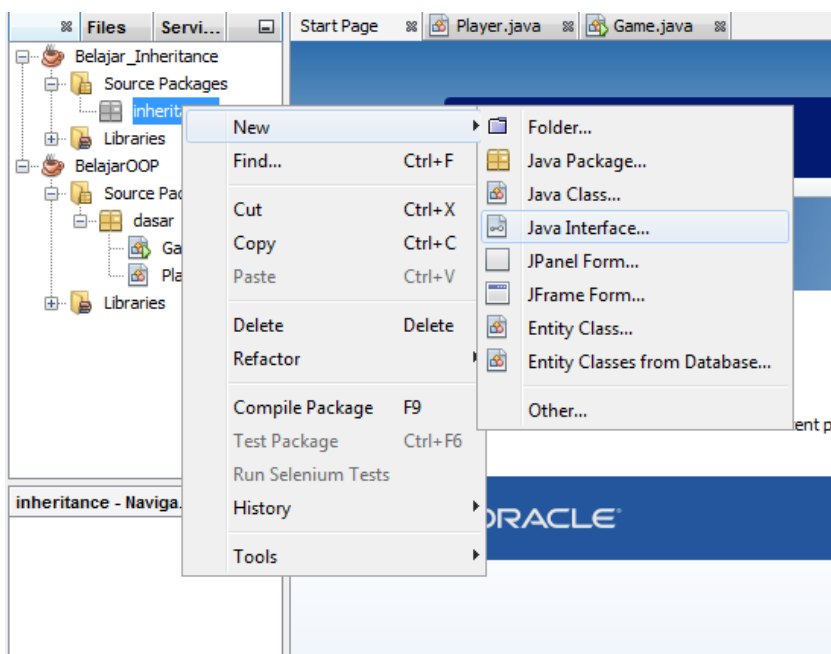 Files Servi... Start Page Player.java Game.java
Belajar_Inheritance
Source Packages
inherit
Libraries
BelajarOOP
Source Pac
dasar
Ga
Pla
Libraries
New
Find... Ctrl+F
Cut Ctrl+X
Copy Ctrl+C
Paste Ctrl+V
Delete Delete
Refactor
Compile Package F9
Test Package Ctrl+F6
Run Selenium Tests
History
Tools
Folder...
Java Package...
Java Class...
Java Interface...
JPanel Form...
JFrame Form...
Entity Class...
Entity Classes from Database...
Other...
ent p
inheritance - Naviga.
ORACLE